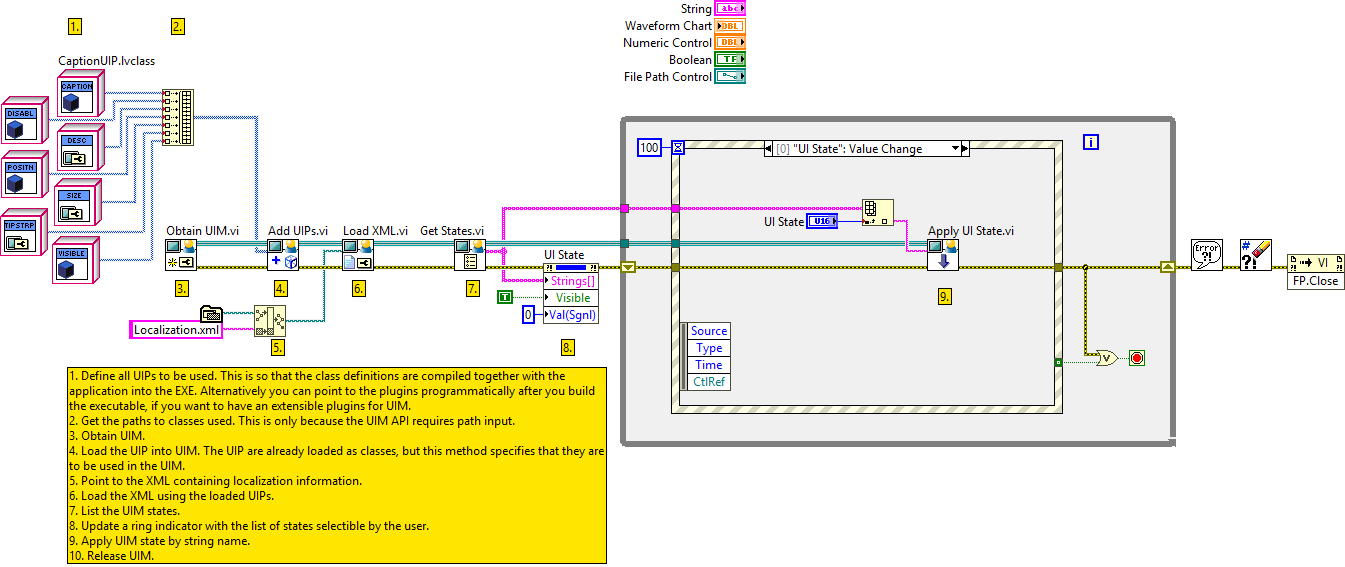 1.
2.
String
abc
Waveform Chart
DBL
Numeric Control
DBL
Boolean
TF
File Path Control
CaptionUIP.lvclass
CAPTION
DISABL
DESC
POSITN
SIZE
TIPSTRP
VISIBLE
100
[0] "UI State": Value Change
i
UI State
U16
Obtain UIM.vi
Add UIPs.vi
Load XML.vi
Get States.vi
Apply UI State.vi
UI State
Strings[]
Visible
Val(Sgnl)
T
0
3.
4.
6.
7.
8.
9.
Localization.xml
5.
Source
Type
Time
CtlRef
V
Error
?!
#
?!
VI
FP.Close
1. Define all UIPs to be used. This is so that the class definitions are compiled together with the
application into the EXE. Alternatively you can point to the plugins programmatically after you build
the executable, if you want to have an extensible plugins for UIM.
2. Get the paths to classes used. This is only because the UIM API requires path input.
3. Obtain UIM.
4. Load the UIP into UIM. The UIP are already loaded as classes, but this method specifies that they are
to be used in the UIM.
5. Point to the XML containing localization information.
6. Load the XML using the loaded UIPs.
7. List the UIM states.
8. Update a ring indicator with the list of states selectible by the user.
9. Apply UIM state by string name.
10. Release UIM.